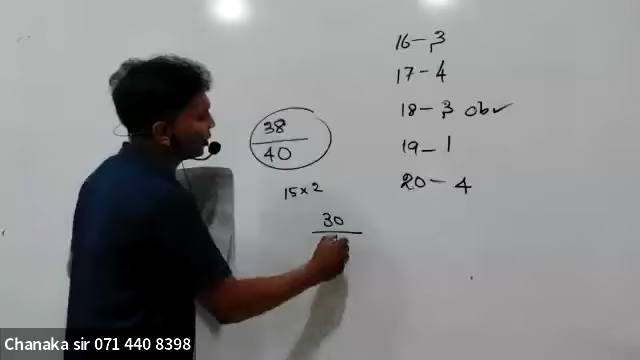 16 - 3
17 - 4
18 - 3
19 - 1
20 - 4
38
40
15 x 2
30
Chanaka sir 071 440 8398